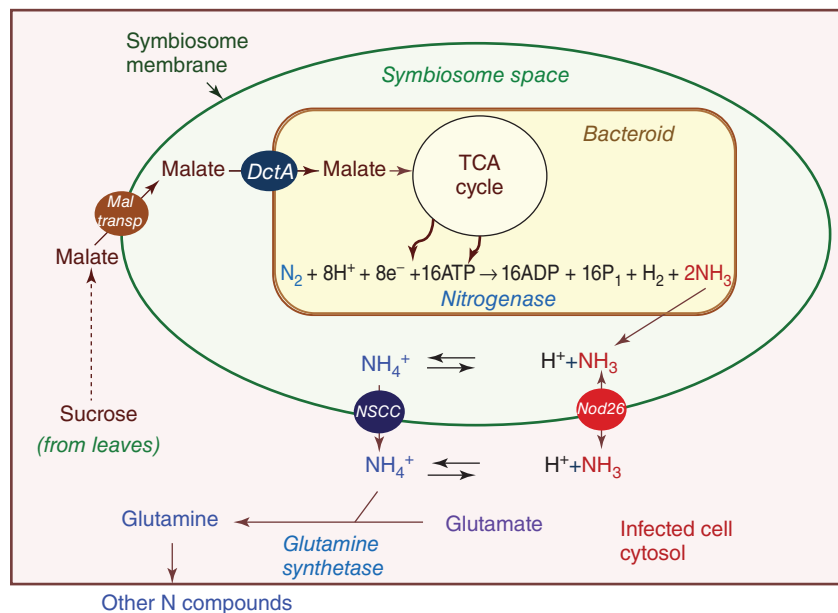 Symbiosome
membrane
Symbiosome space
Bacteroid
TCA
cycle
Malate
DctA
Malate
Mal
transp
Malate
N₂ + 8H⁺ + 8e⁻ +16ATP → 16ADP + 16P₁ + H₂ + 2NH₃
Nitrogenase
NH₄⁺ H⁺+NH₃
Sucrose
(from leaves)
NSCC
Nod26
NH₄⁺ H⁺+NH₃
Glutamine
Glutamate
Glutamine
synthetase
Infected cell
cytosol
Other N compounds